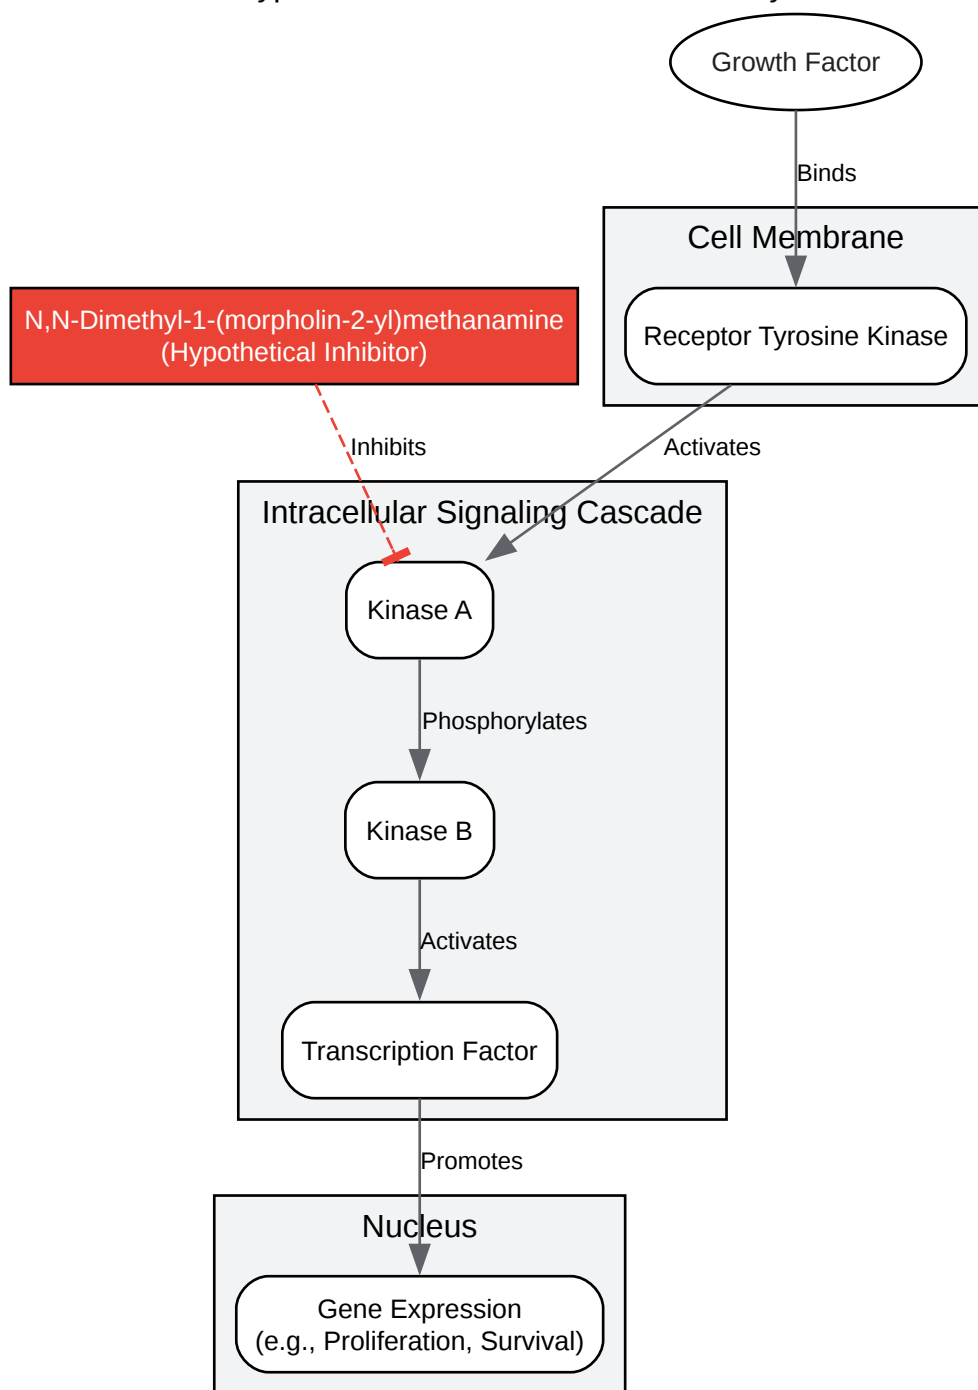 Growth Factor
Binds
Cell Membrane
Receptor Tyrosine Kinase
N,N-Dimethyl-1-(morpholin-2-yl)methanamine
(Hypothetical Inhibitor)
Inhibits
Activates
Intracellular Signaling Cascade
Kinase A
Phosphorylates
Kinase B
Activates
Transcription Factor
Promotes
Nucleus
Gene Expression
(e.g., Proliferation, Survival)